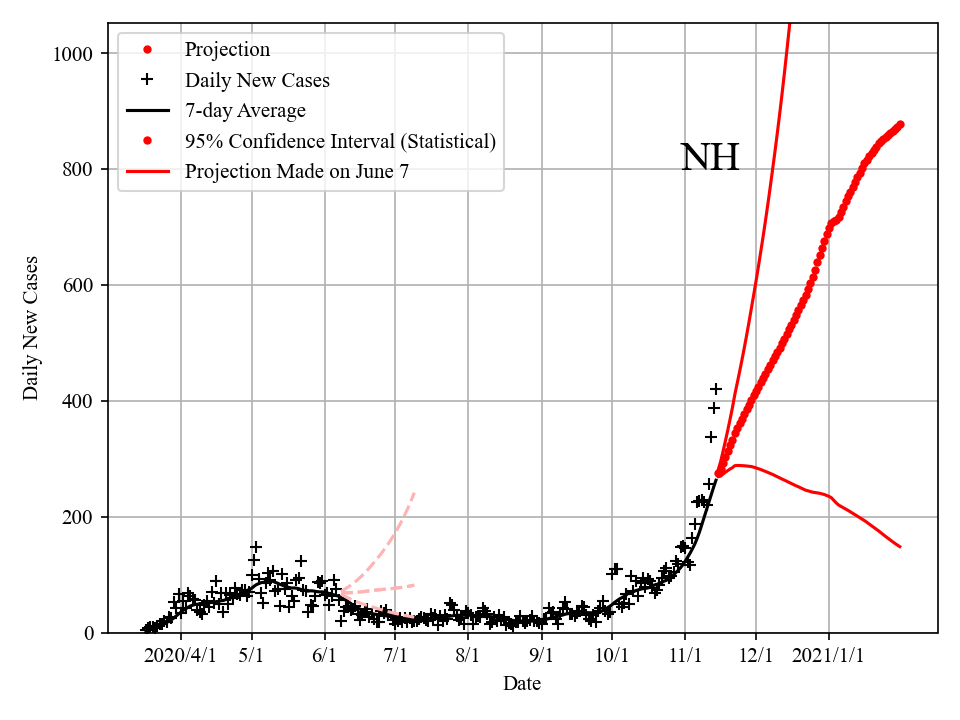 Projection
Daily New Cases
7-day Average
95% Confidence Interval (Statistical)
Projection Made on June 7
NH
1000
800
600
400
200
0
Daily New Cases
2020/4/1 5/1 6/1 7/1 8/1 9/1 10/1 11/1 12/1 2021/1/1
Date